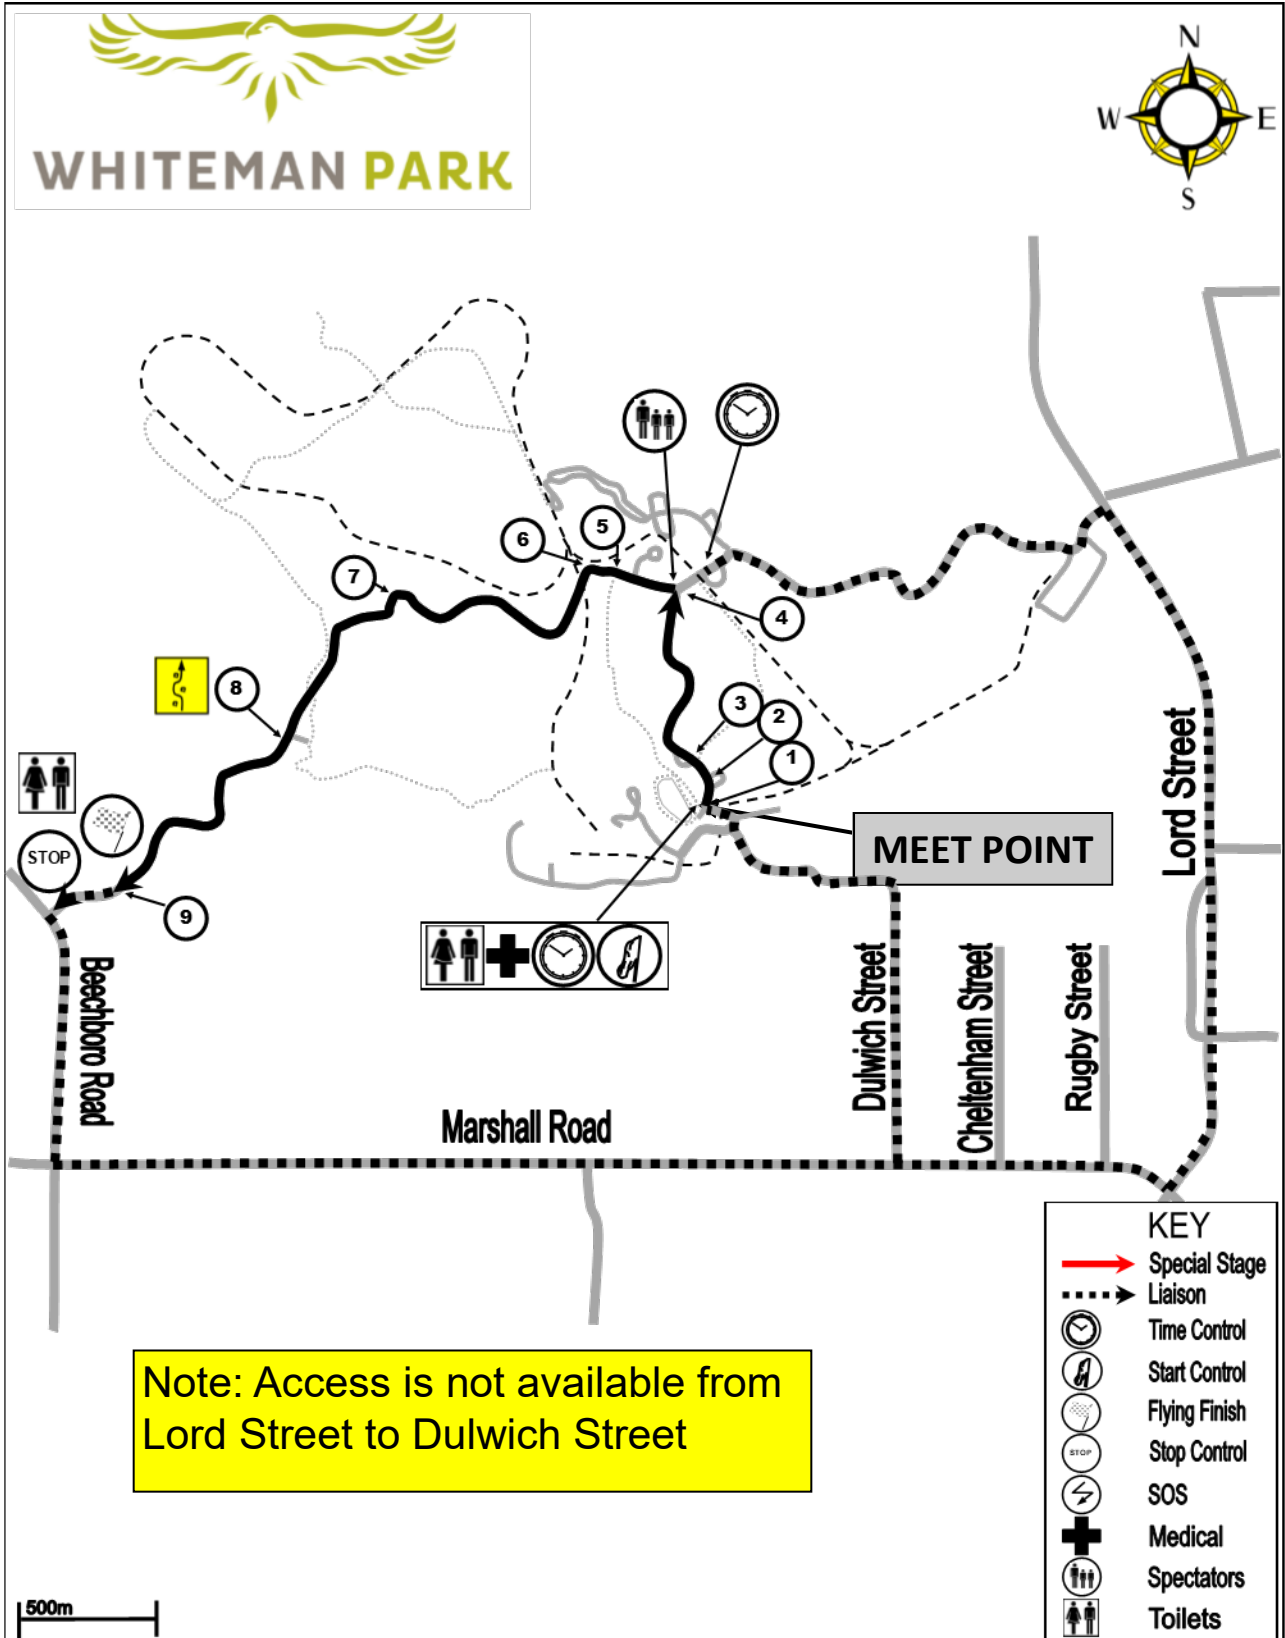 WHITEMAN PARK
N
W
E
S
6
5
7
4
8
3
2
1
STOP
9
MEET POINT
Lord Street
Beechboro Road
Dulwich Street
Cheltenham Street
Rugby Street
Marshall Road
KEY
Special Stage
Liaison
Time Control
Start Control
Flying Finish
STOP
Stop Control
SOS
Medical
Spectators
Toilets
Note: Access is not available from
Lord Street to Dulwich Street
500m